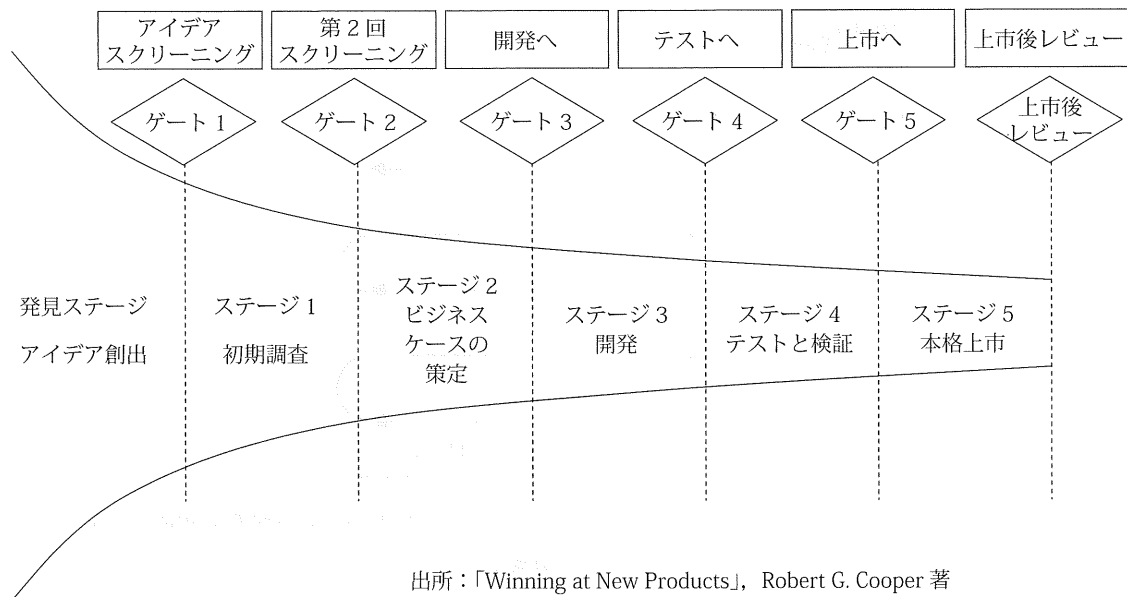 アイデア
スクリーニング
第2回
スクリーニング
開発へ
テストへ
上市へ
上市後レビュー
ゲート1
ゲート2
ゲート3
ゲート4
ゲート5
上市後
レビュー
発見ステージ
アイデア創出
ステージ1
初期調査
ステージ2
ビジネス
ケースの
策定
ステージ3
開発
ステージ4
テストと検証
ステージ5
本格上市
出所：「Winning at New Products」，Robert G. Cooper 著